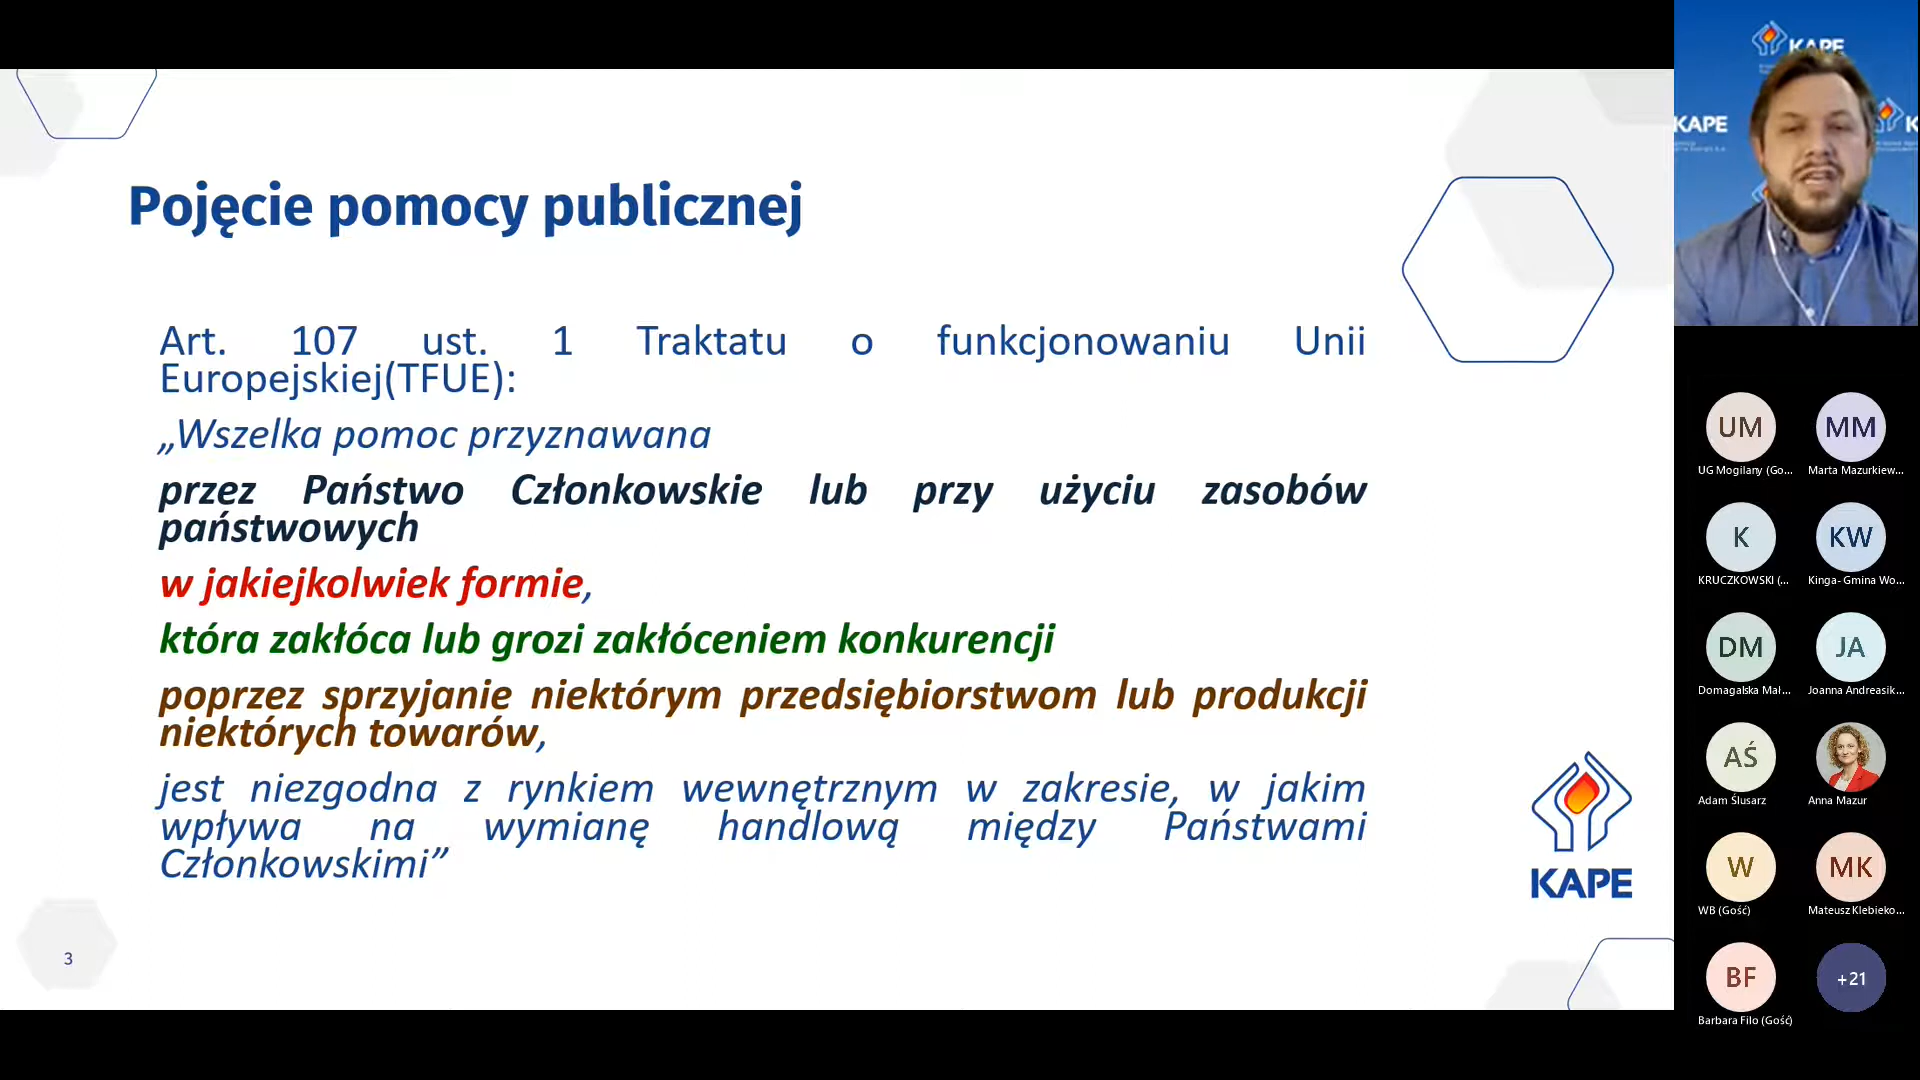 Pojęcie pomocy publicznej
Art. 107 ust. 1 Traktatu o funkcjonowaniu Unii
Europejskiej(TFUE):
„Wszelka pomoc przyznawana
przez Państwo Członkowskie lub przy użyciu zasobów
państwowych
w jakiejkolwiek formie,
która zakłóca lub grozi zakłóceniem konkurencji
poprzez sprzyjanie niektórym przedsiębiorstwom lub produkcji
niektórych towarów,
jest niezgodna z rynkiem wewnętrznym w zakresie, w jakim
wpływa na wymianę handlową między Państwami
Członkowskimi”
KAPE
3
KAPE
KAPE
K
UM
UG Mogilany (Go...
MM
Marta Mazurkiew...
K
KRUCZKOWSKI (...
KW
Kinga- Gmina Wo...
DM
Domagalska Mał...
JA
Joanna Andreasik...
AŚ
Adam Ślusarz
Anna Mazur
W
WB (Gość)
MK
Mateusz Klebieko...
BF
Barbara Filo (Gość)
+21